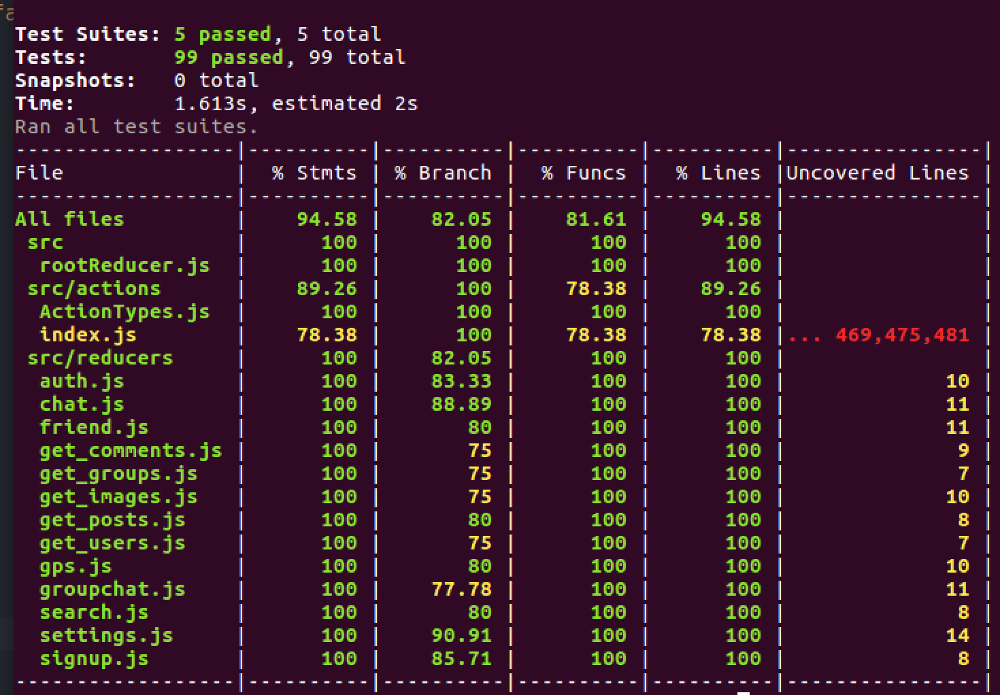 fa
Test Suites: 5 passed, 5 total
Tests:       99 passed, 99 total
Snapshots:   0 total
Time:        1.613s, estimated 2s
Ran all test suites.
------------------|----------|----------|----------|----------|----------------|
File              |  % Stmts | % Branch |  % Funcs |  % Lines |Uncovered Lines |
------------------|----------|----------|----------|----------|----------------|
All files         |    94.58 |    82.05 |    81.61 |    94.58 |                |
 src              |      100 |      100 |      100 |      100 |                |
  rootReducer.js  |      100 |      100 |      100 |      100 |                |
 src/actions      |    89.26 |      100 |    78.38 |    89.26 |                |
  ActionTypes.js  |      100 |      100 |      100 |      100 |                |
  index.js        |    78.38 |      100 |    78.38 |    78.38 |... 469,475,481 |
 src/reducers     |      100 |    82.05 |      100 |      100 |                |
  auth.js         |      100 |    83.33 |      100 |      100 |             10 |
  chat.js         |      100 |    88.89 |      100 |      100 |             11 |
  friend.js       |      100 |       80 |      100 |      100 |             11 |
  get_comments.js |      100 |       75 |      100 |      100 |              9 |
  get_groups.js   |      100 |       75 |      100 |      100 |              7 |
  get_images.js   |      100 |       75 |      100 |      100 |             10 |
  get_posts.js    |      100 |       80 |      100 |      100 |              8 |
  get_users.js    |      100 |       75 |      100 |      100 |              7 |
  gps.js          |      100 |       80 |      100 |      100 |             10 |
  groupchat.js    |      100 |    77.78 |      100 |      100 |             11 |
  search.js       |      100 |       80 |      100 |      100 |              8 |
  settings.js     |      100 |    90.91 |      100 |      100 |             14 |
  signup.js       |      100 |    85.71 |      100 |      100 |              8 |
------------------|----------|----------|----------|----------|----------------|